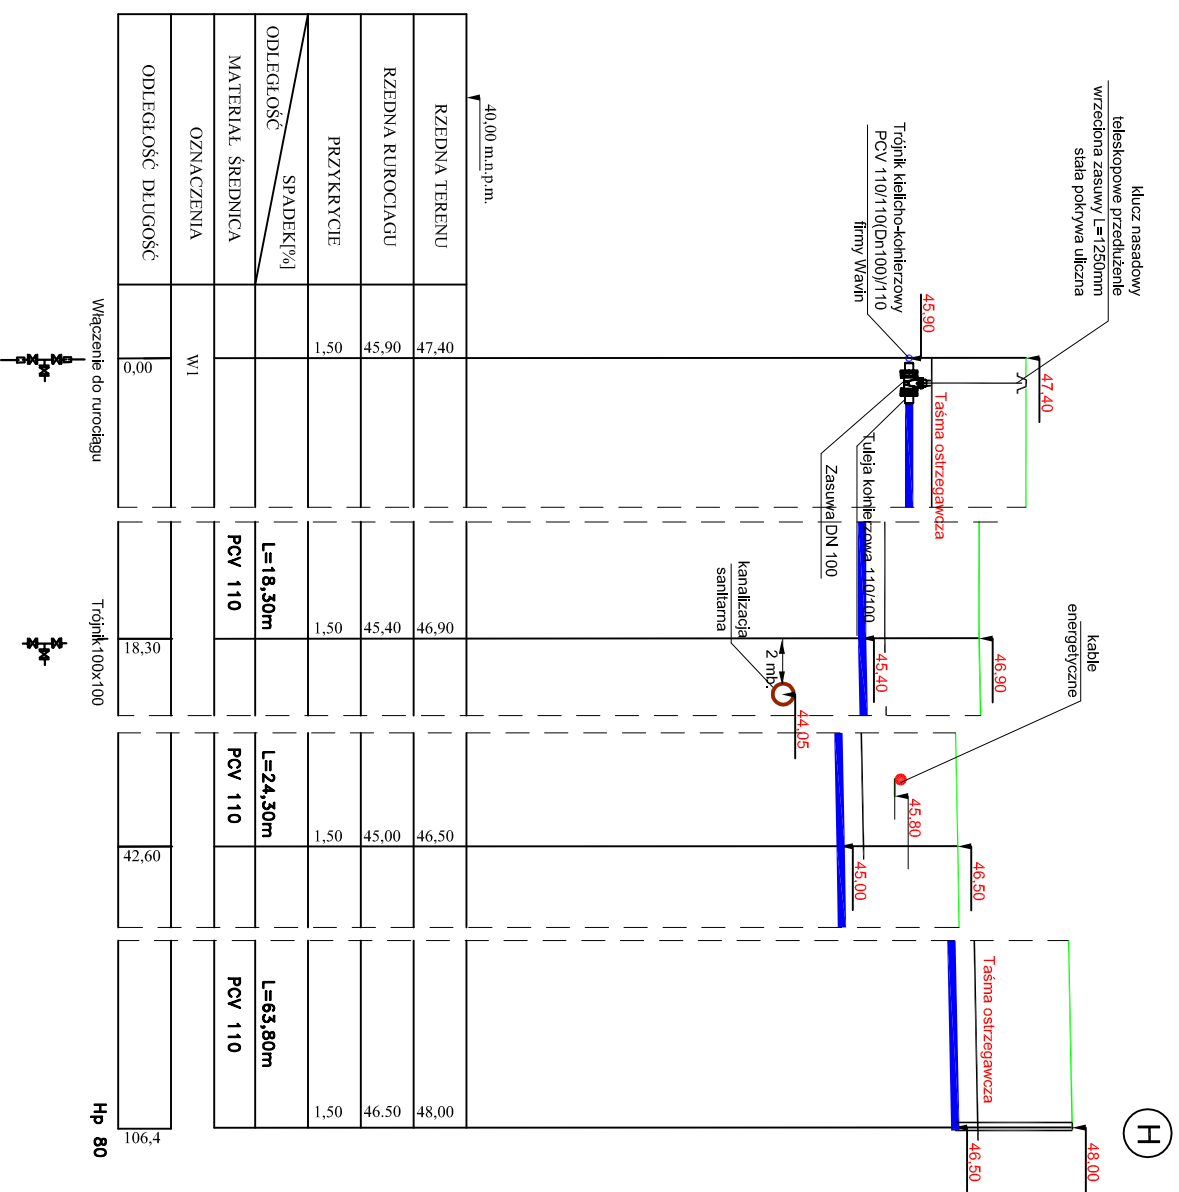 klucz nasadowy
teleskopowe przedłużenie
wrzeciona zasuwy L=1250mm
stała pokrywa uliczna
Trójnik kielicho-kołnierzowy
PCV 110/110(Dn100)/110
firmy Wavin
45,90
47,40
Taśma ostrzegawcza
Tuleja kołnierzowa 110/100
Zasuwa DN 100
kable
energetyczne
46,90
45,40
2 mb.
kanalizacja
sanitarna
44,05
45,80
46,50
45,00
Taśma ostrzegawcza
H
48,00
46,50
40,00 m.n.p.m.
RZEDNA TERENU
47,40
46,90
46,50
48,00
RZEDNA RUROCIAGU
45,90
45,40
45,00
46.50
PRZYKRYCIE
1,50
1,50
1,50
1,50
SPADEK[%]
ODLEGŁOŚĆ
L=18,30m
L=24,30m
L=63,80m
MATERIAŁ ŚREDNICA
PCV 110
PCV 110
PCV 110
OZNACZENIA
W1
ODLEGŁOŚĆ DŁUGOŚĆ
0,00
18,30
42,60
106,4
Włączenie do rurociągu
Trójnik100x100
Hp 80